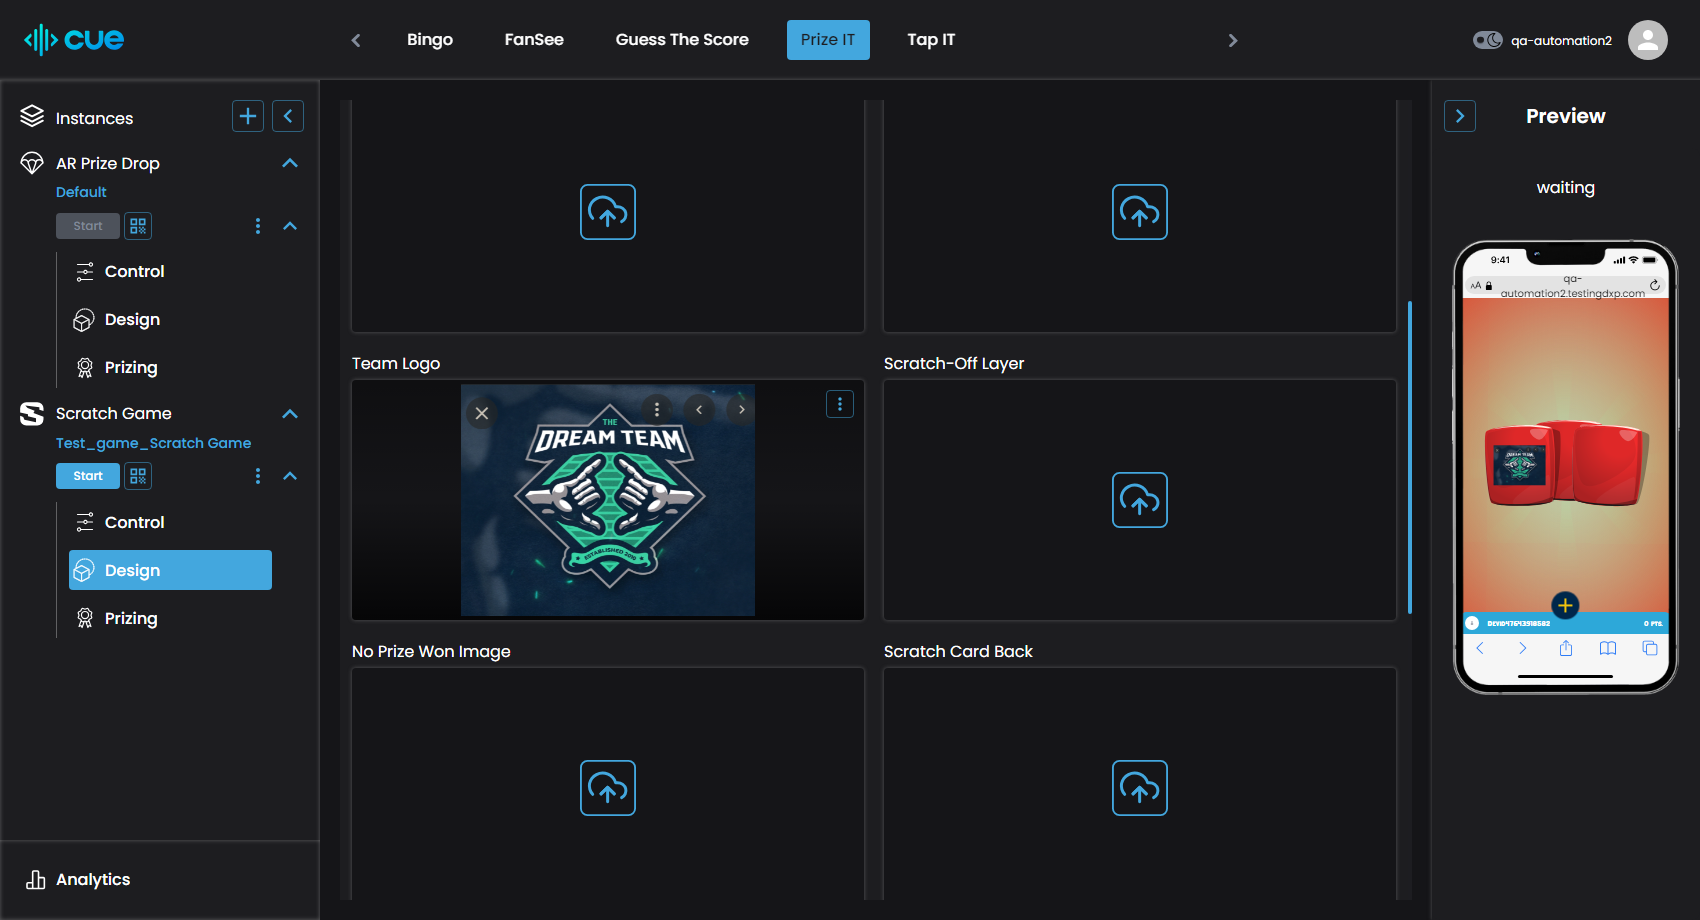 cue
Bingo
FanSee
Guess The Score
Prize IT
Tap IT
qa-automation2
Instances
AR Prize Drop
Default
Start
Control
Design
Prizing
Scratch Game
Test_game_Scratch Game
Start
Control
Design
Prizing
Analytics
Team Logo
THE
DREAM TEAM
ESTABLISHED 2019
Scratch-Off Layer
No Prize Won Image
Scratch Card Back
Preview
waiting
9:41
AA
qa-
automation2.testingdxp.com
DREAM TEAM
0 PTS.